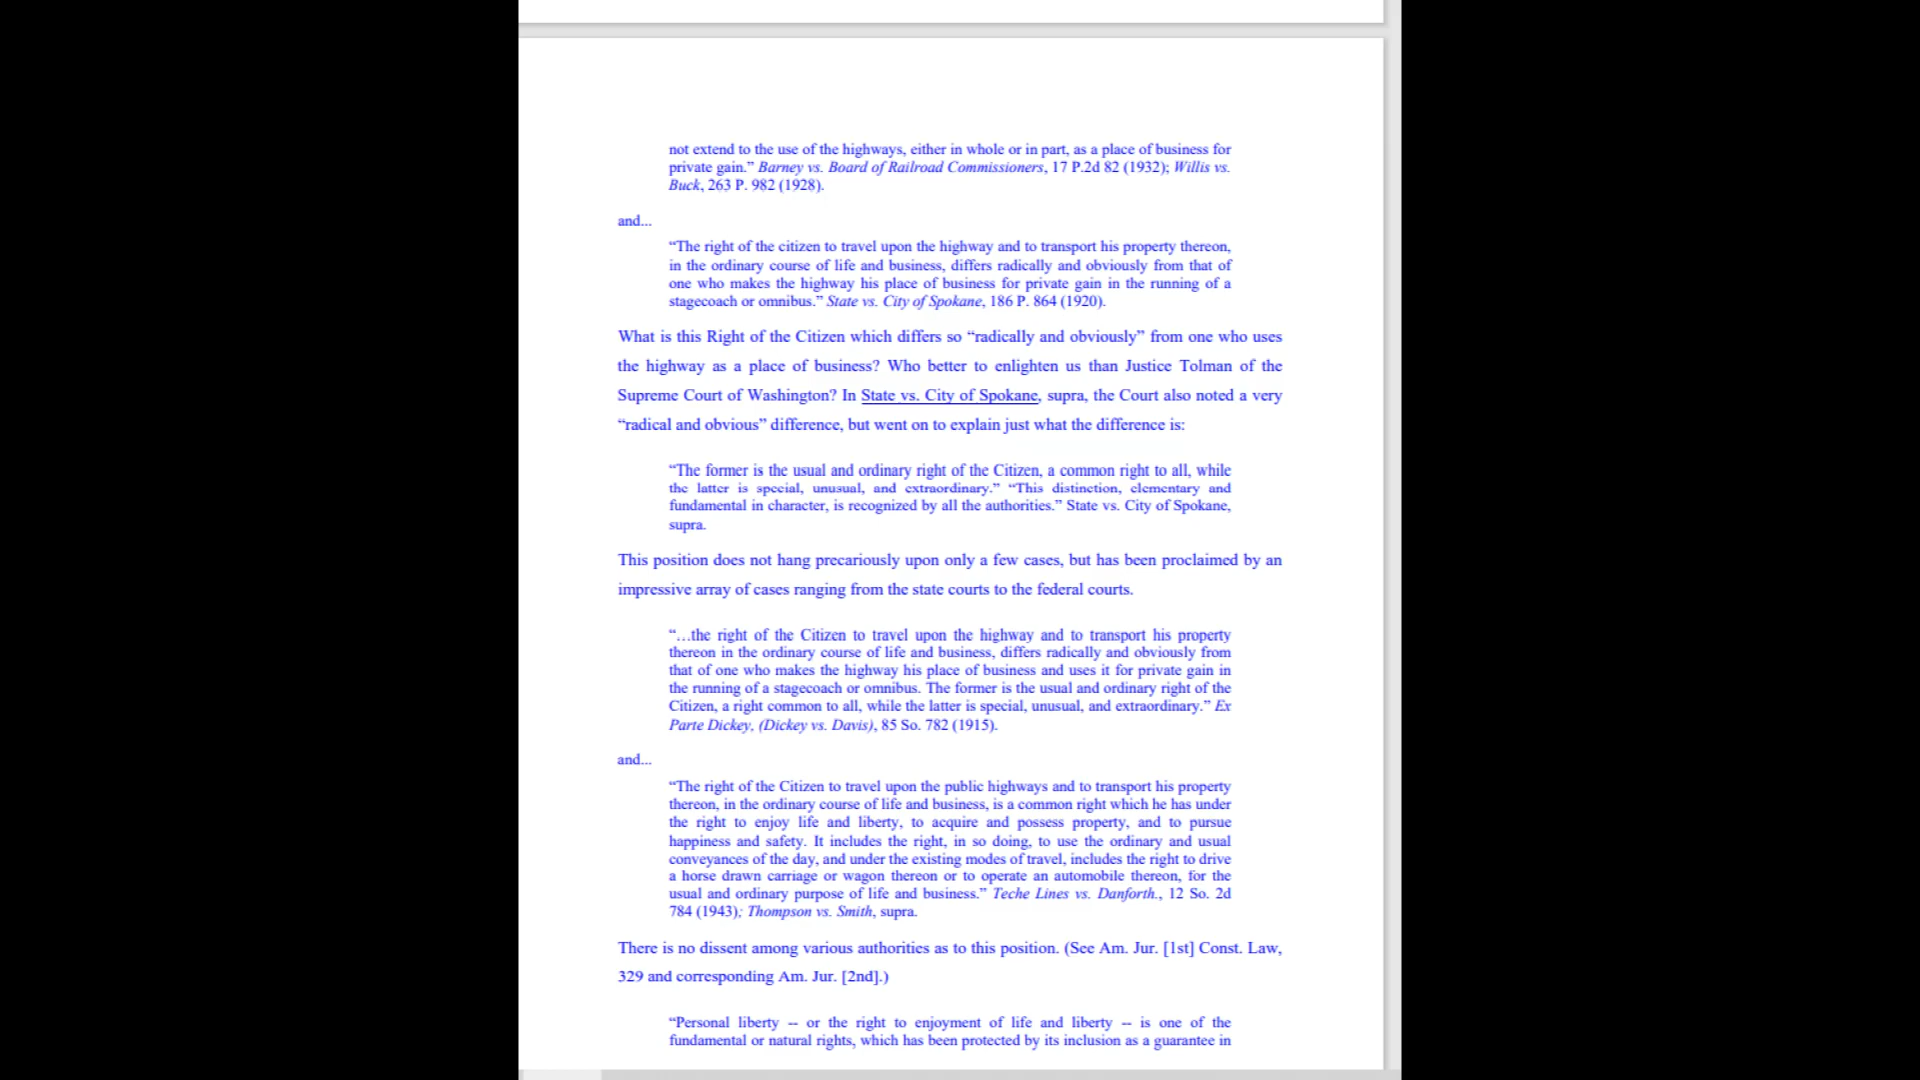 not extend to the use of the highways, either in whole or in part, as a place of business for
private gain.” Barney vs. Board of Railroad Commissioners, 17 P.2d 82 (1932); Willis vs.
Buck, 263 P. 982 (1928).
and...
“The right of the citizen to travel upon the highway and to transport his property thereon,
in the ordinary course of life and business, differs radically and obviously from that of
one who makes the highway his place of business for private gain in the running of a
stagecoach or omnibus.” State vs. City of Spokane, 186 P. 864 (1920).
What is this Right of the Citizen which differs so “radically and obviously” from one who uses
the highway as a place of business? Who better to enlighten us than Justice Tolman of the
Supreme Court of Washington? In State vs. City of Spokane, supra, the Court also noted a very
“radical and obvious” difference, but went on to explain just what the difference is:
“The former is the usual and ordinary right of the Citizen, a common right to all, while
the latter is special, unusual, and extraordinary.” “This distinction, elementary and
fundamental in character, is recognized by all the authorities.” State vs. City of Spokane,
supra.
This position does not hang precariously upon only a few cases, but has been proclaimed by an
impressive array of cases ranging from the state courts to the federal courts.
“…the right of the Citizen to travel upon the highway and to transport his property
thereon in the ordinary course of life and business, differs radically and obviously from
that of one who makes the highway his place of business and uses it for private gain in
the running of a stagecoach or omnibus. The former is the usual and ordinary right of the
Citizen, a right common to all, while the latter is special, unusual, and extraordinary.” Ex
Parte Dickey, (Dickey vs. Davis), 85 So. 782 (1915).
and...
“The right of the Citizen to travel upon the public highways and to transport his property
thereon, in the ordinary course of life and business, is a common right which he has under
the right to enjoy life and liberty, to acquire and possess property, and to pursue
happiness and safety. It includes the right, in so doing, to use the ordinary and usual
conveyances of the day, and under the existing modes of travel, includes the right to drive
a horse drawn carriage or wagon thereon or to operate an automobile thereon, for the
usual and ordinary purpose of life and business.” Teche Lines vs. Danforth., 12 So. 2d
784 (1943); Thompson vs. Smith, supra.
There is no dissent among various authorities as to this position. (See Am. Jur. [1st] Const. Law,
329 and corresponding Am. Jur. [2nd].)
“Personal liberty -- or the right to enjoyment of life and liberty -- is one of the
fundamental or natural rights, which has been protected by its inclusion as a guarantee in